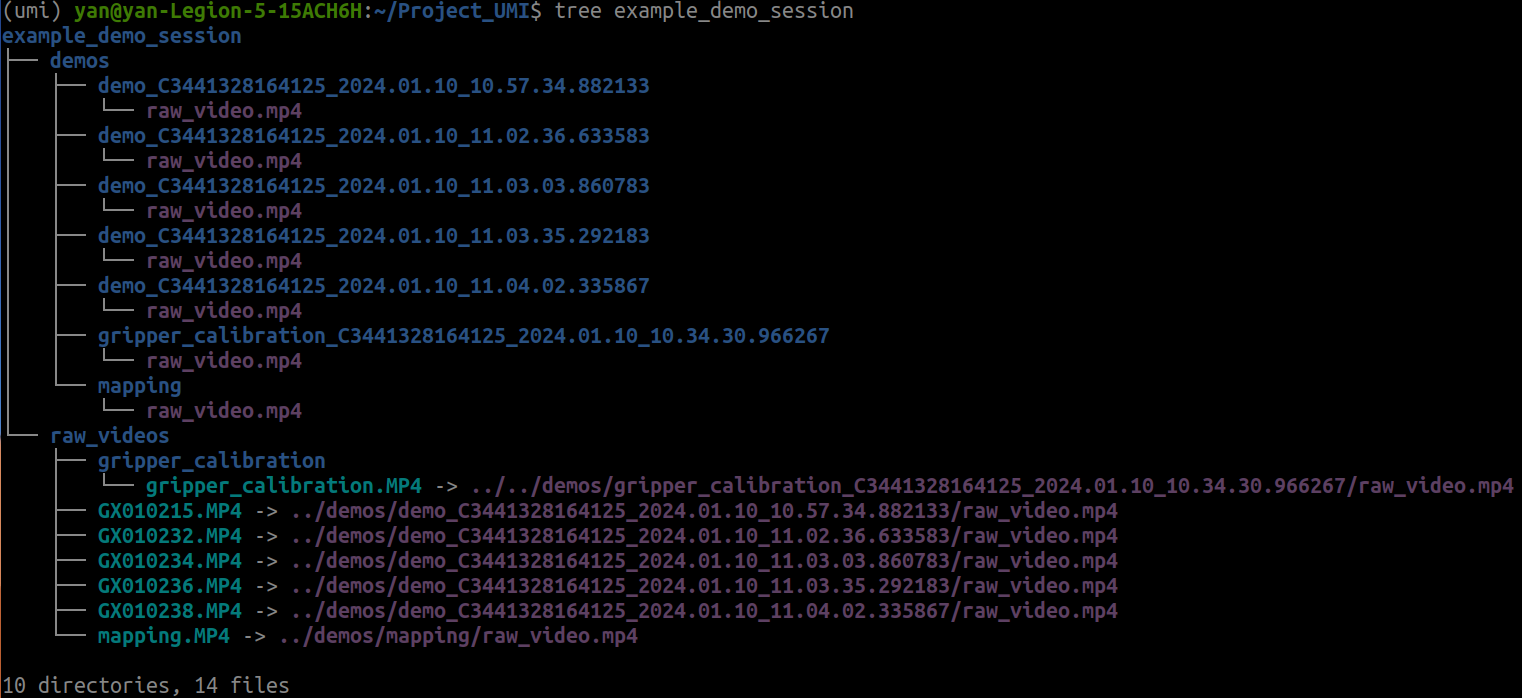 (umi) yan@yan-Legion-5-15ACH6H:~/Project_UMI$ tree example_demo_session
example_demo_session
├── demos
│   ├── demo_C3441328164125_2024.01.10_10.57.34.882133
│   │   └── raw_video.mp4
│   ├── demo_C3441328164125_2024.01.10_11.02.36.633583
│   │   └── raw_video.mp4
│   ├── demo_C3441328164125_2024.01.10_11.03.03.860783
│   │   └── raw_video.mp4
│   ├── demo_C3441328164125_2024.01.10_11.03.35.292183
│   │   └── raw_video.mp4
│   ├── demo_C3441328164125_2024.01.10_11.04.02.335867
│   │   └── raw_video.mp4
│   ├── gripper_calibration_C3441328164125_2024.01.10_10.34.30.966267
│   │   └── raw_video.mp4
│   └── mapping
│       └── raw_video.mp4
└── raw_videos
    ├── gripper_calibration
    │   └── gripper_calibration.MP4 -> ../../demos/gripper_calibration_C3441328164125_2024.01.10_10.34.30.966267/raw_video.mp4
    ├── GX010215.MP4 -> ../demos/demo_C3441328164125_2024.01.10_10.57.34.882133/raw_video.mp4
    ├── GX010232.MP4 -> ../demos/demo_C3441328164125_2024.01.10_11.02.36.633583/raw_video.mp4
    ├── GX010234.MP4 -> ../demos/demo_C3441328164125_2024.01.10_11.03.03.860783/raw_video.mp4
    ├── GX010236.MP4 -> ../demos/demo_C3441328164125_2024.01.10_11.03.35.292183/raw_video.mp4
    ├── GX010238.MP4 -> ../demos/demo_C3441328164125_2024.01.10_11.04.02.335867/raw_video.mp4
    └── mapping.MP4 -> ../demos/mapping/raw_video.mp4

10 directories, 14 files